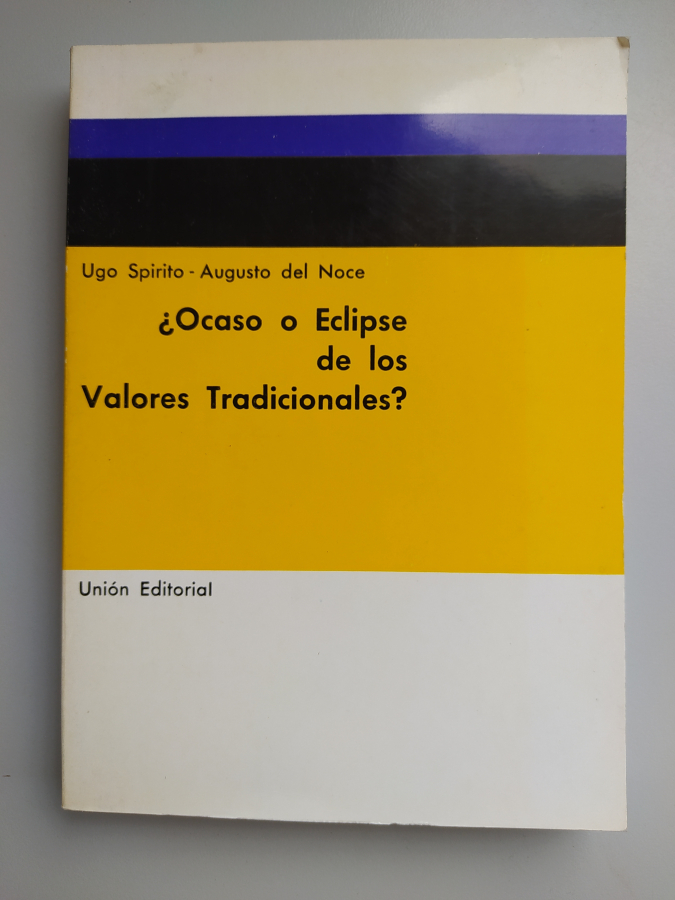 Ugo Spirito - Augusto del Noce
¿Ocaso o Eclipse
de los
Valores Tradicionales?
Unión Editorial